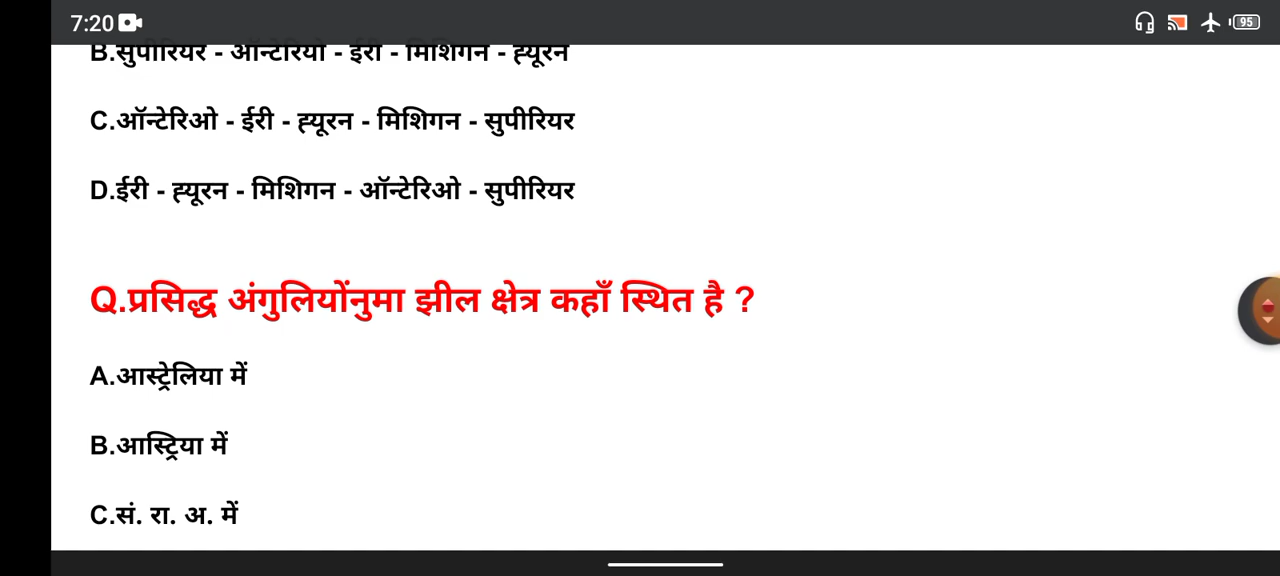 7:20
95
B.सुपीरियर - ऑन्टेरियो - ईरी - मिशिगन - ह्यूरन
C.ऑन्टेरिओ - ईरी - ह्यूरन - मिशिगन - सुपीरियर
D.ईरी - ह्यूरन - मिशिगन - ऑन्टेरिओ - सुपीरियर
Q.प्रसिद्ध अंगुलियोंनुमा झील क्षेत्र कहाँ स्थित है ?
A.आस्ट्रेलिया में
B.आस्ट्रिया में
C.सं. रा. अ. में